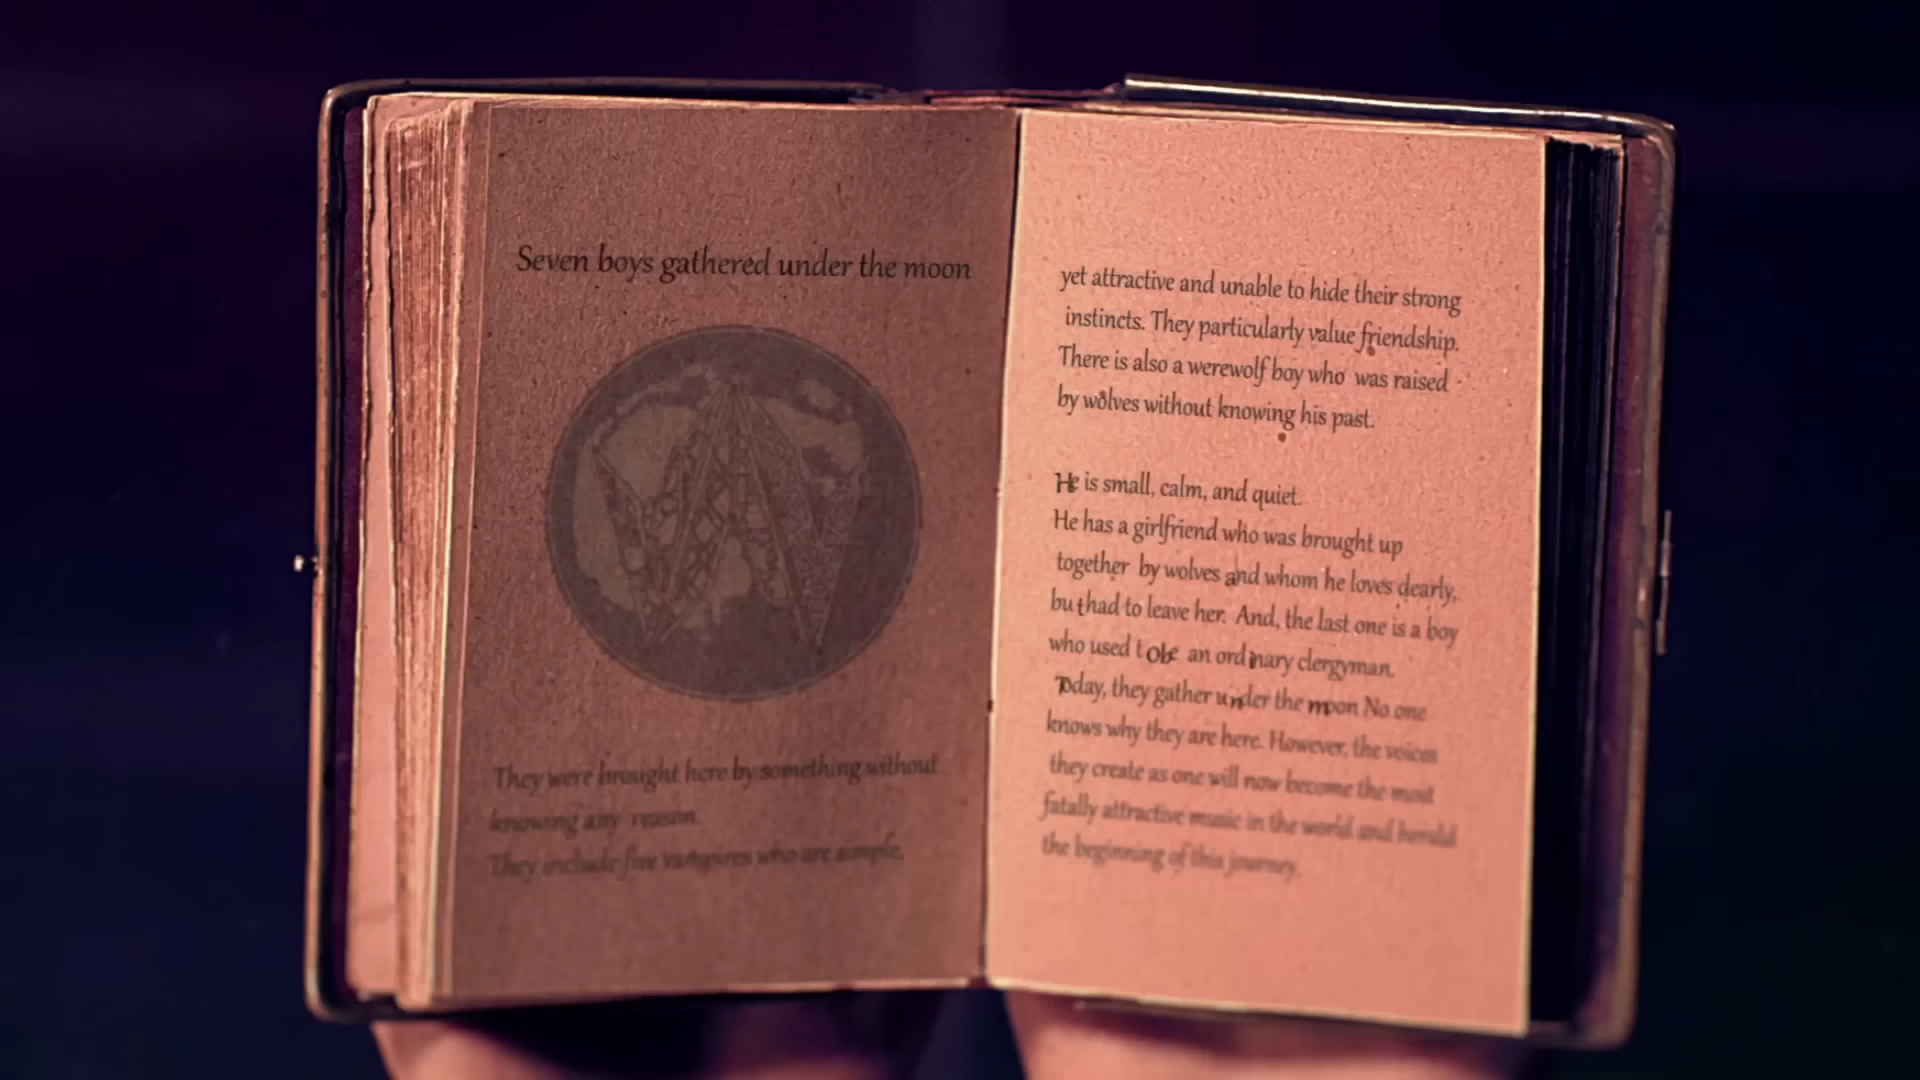 Seven boys gathered under the moon
They were brought here by something without
knowing any reason.
They include five vampires who are simple,
yet attractive and unable to hide their strong
instincts. They particularly value friendship.
There is also a werewolf boy who was raised
by wolves without knowing his past.
He is small, calm, and quiet.
He has a girlfriend who was brought up
together by wolves and whom he loves dearly,
but had to leave her. And, the last one is a boy
who used t obe an ordinary clergyman.
Today, they gather under the moon No one
knows why they are here. However, the voices
they create as one will now become the most
fatally attractive music in the world and herald
the beginning of this journey.